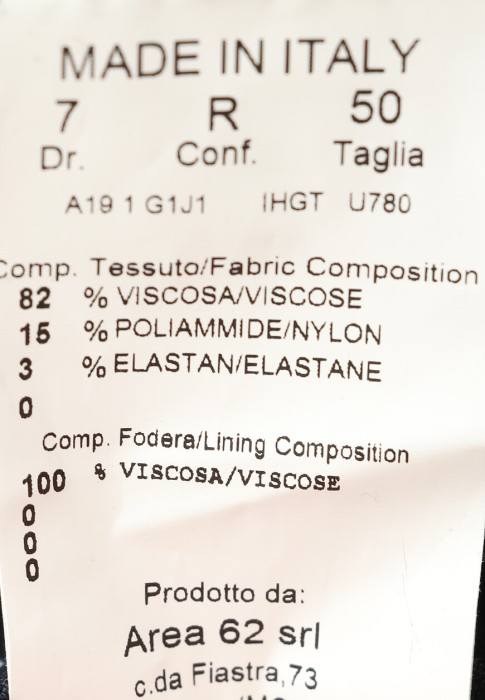 MADE IN ITALY
7 R 50
Dr. Conf. Taglia
A19 1 G1J1 IHGT U780
Comp. Tessuto/Fabric Composition
82 % VISCOSA/VISCOSE
15 % POLIAMMIDE/NYLON
3 % ELASTAN/ELASTANE
0
Comp. Fodera/Lining Composition
100 % VISCOSA/VISCOSE
0
0
0
Prodotto da:
Area 62 srl
c.da Fiastra,73